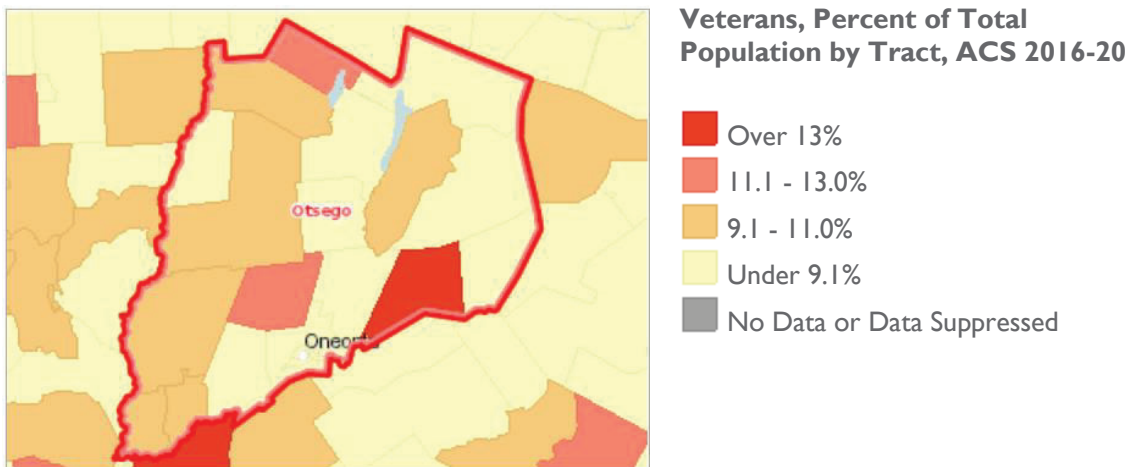 Veterans, Percent of Total
Population by Tract, ACS 2016-20
Over 13%
11.1 - 13.0%
9.1 - 11.0%
Under 9.1%
No Data or Data Suppressed
Otsego
Oneonta